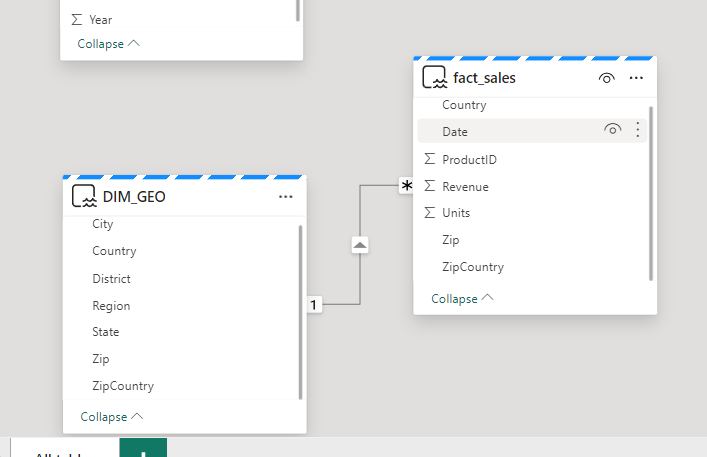 Σ Year
Collapse
fact_sales
Country
Date
Σ ProductID
Σ Revenue
Σ Units
Zip
ZipCountry
Collapse
*
DIM_GEO
City
Country
District
Region
State
Zip
ZipCountry
Collapse
1